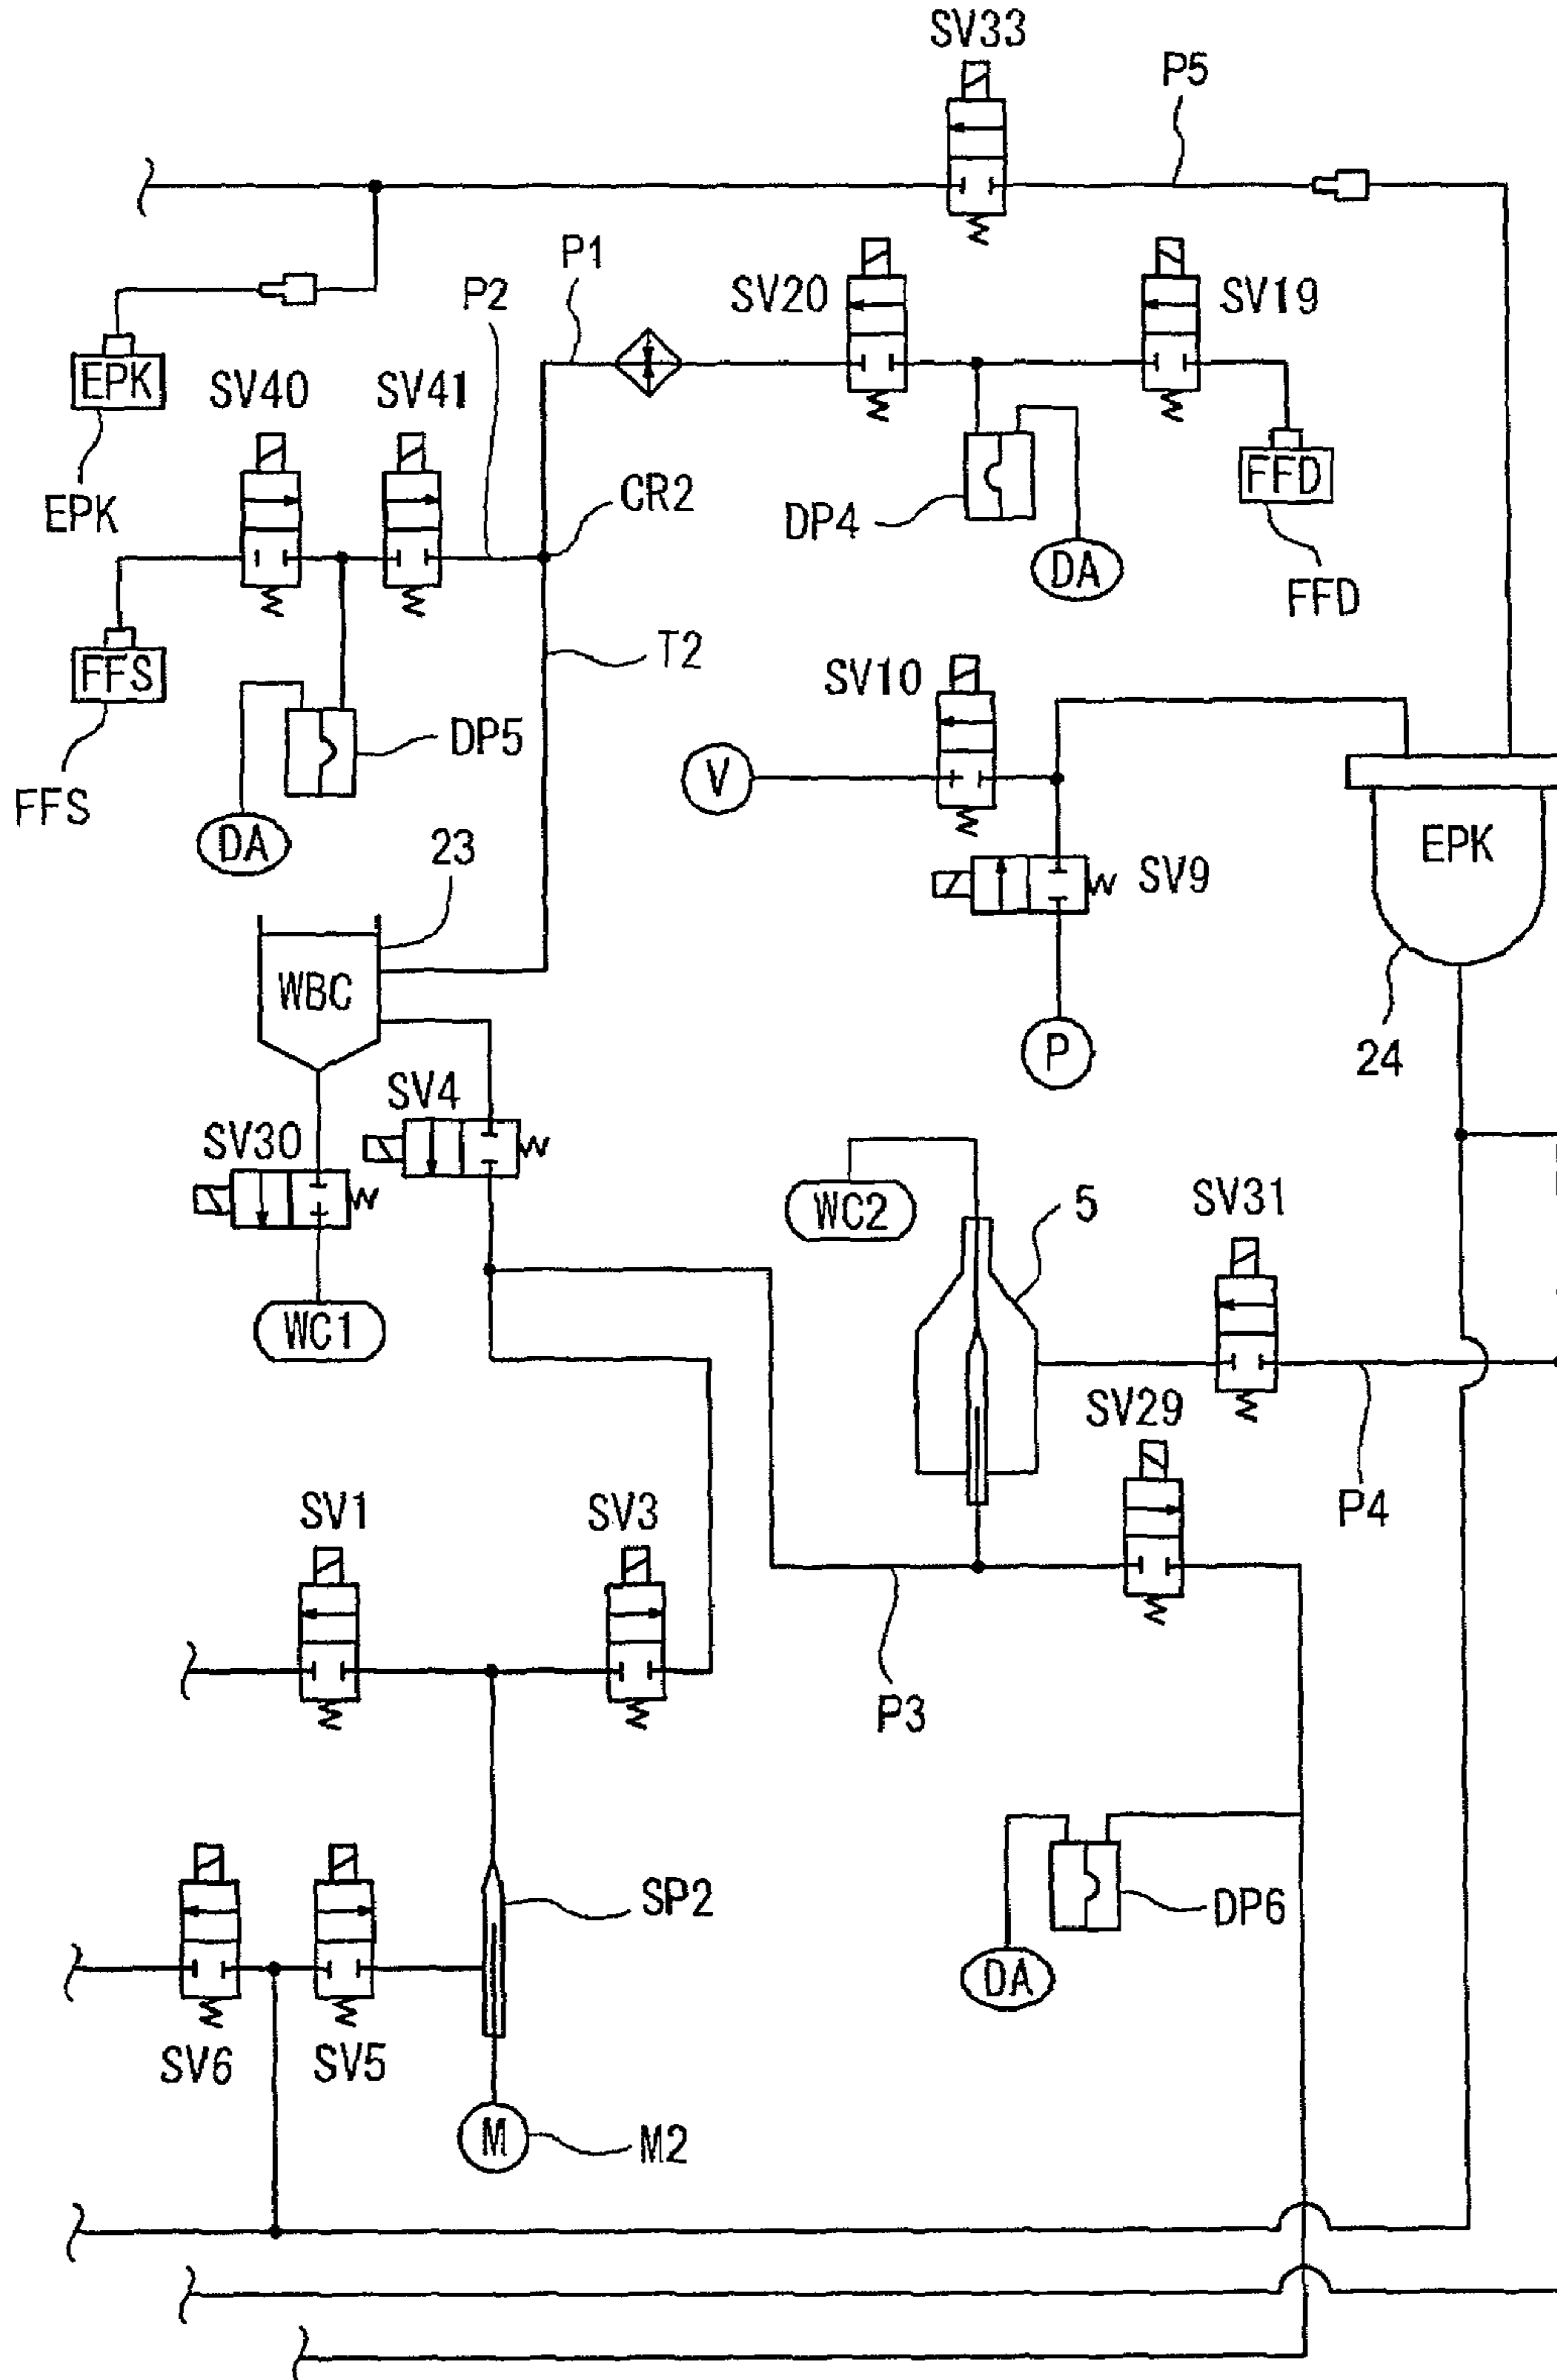 SV33
P5
P1
P2
SV20
SV19
EPK
SV40
SV41
EPK
CR2
DP4
FFD
DA
FFD
FFS
T2
SV10
DP5
V
FFS
DA
23
SV9
EPK
WBC
P
24
SV4
SV30
WC2
5
SV31
WC1
SV29
P4
SV1
SV3
P3
SP2
DP6
DA
SV6
SV5
M
M2